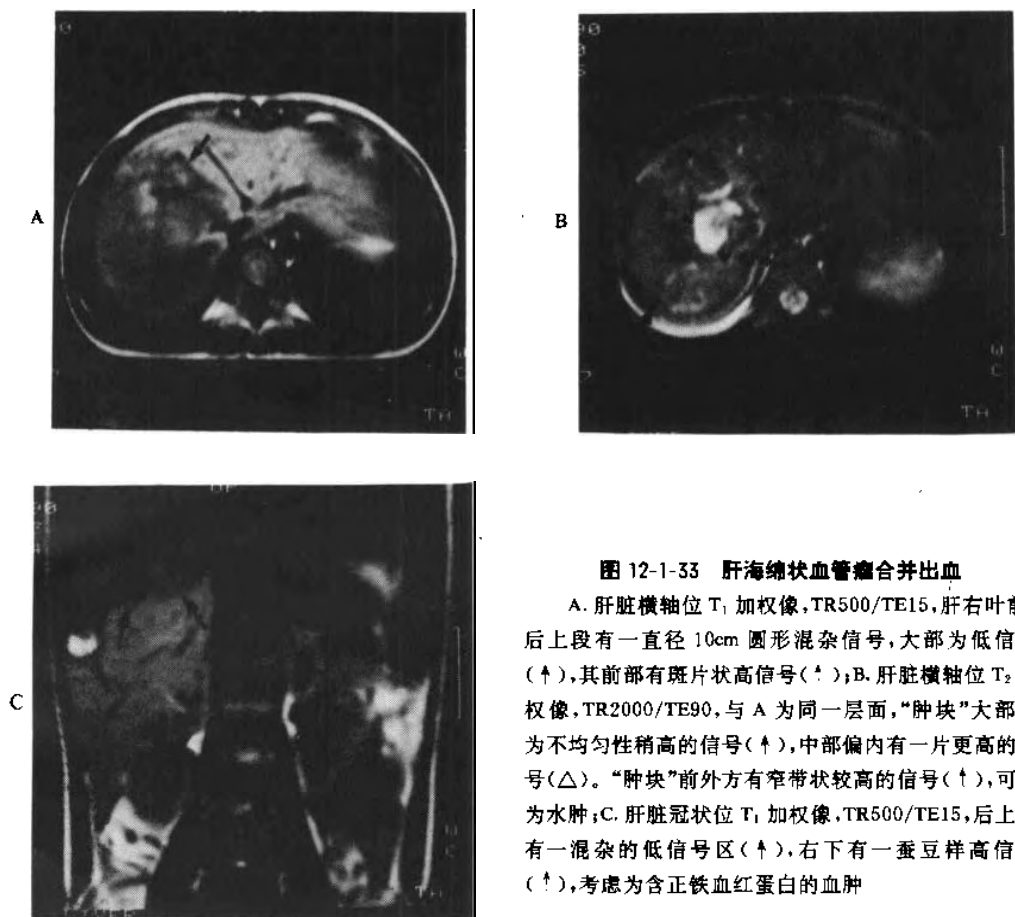 A
B
C
TA
TA
图 12-1-33 肝海绵状血管瘤合并出血
A. 肝脏横轴位 T₁ 加权像,TR500/TE15,肝右叶前
后上段有一直径 10cm 圆形混杂信号,大部为低信
(↑),其前部有斑片状高信号(↑);B. 肝脏横轴位 T₂
权像,TR2000/TE90,与 A 为同一层面,“肿块”大部
为不均匀性稍高的信号(↑),中部偏内有一片更高的
号(△)。“肿块”前外方有窄带状较高的信号(↑),可
为水肿;C. 肝脏冠状位 T₁ 加权像,TR500/TE15,后上
有一混杂的低信号区(↑),右下有一蚕豆样高信
(↑),考虑为含正铁血红蛋白的血肿